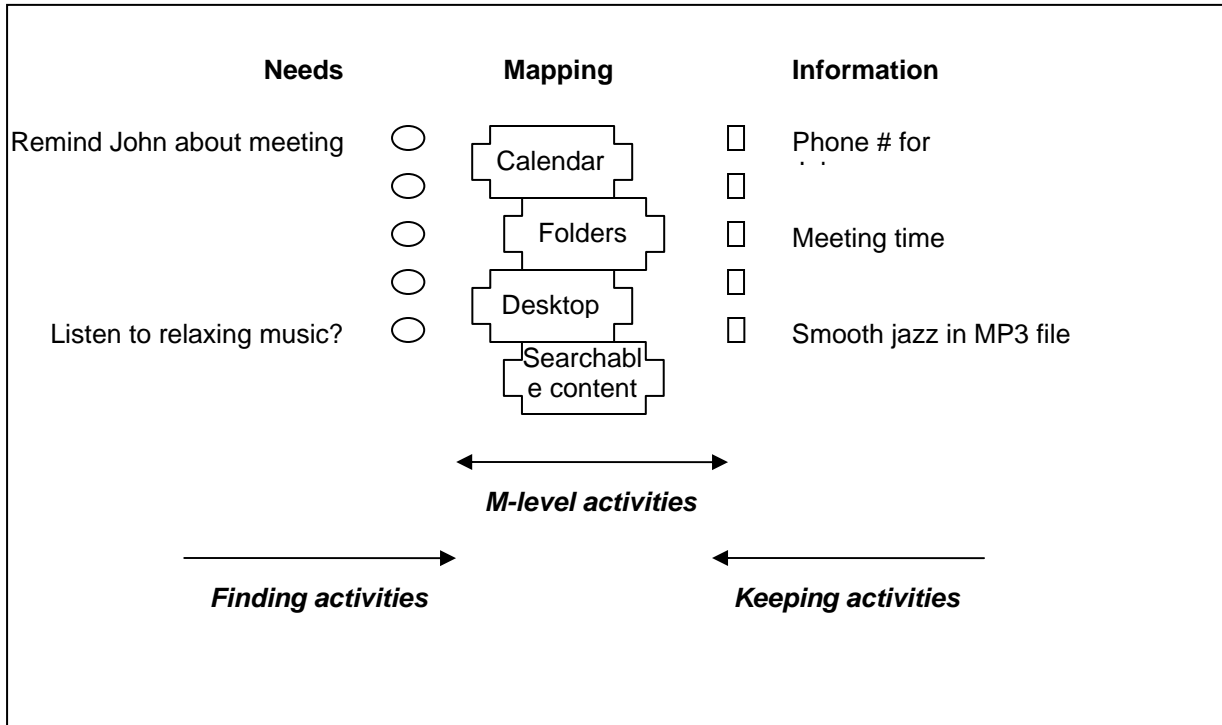 Needs Mapping Information
Remind John about meeting
Calendar
Phone # for
Folders
Meeting time
Desktop
Listen to relaxing music?
Smooth jazz in MP3 file
Searchabl
e content
M-level activities
Finding activities
Keeping activities